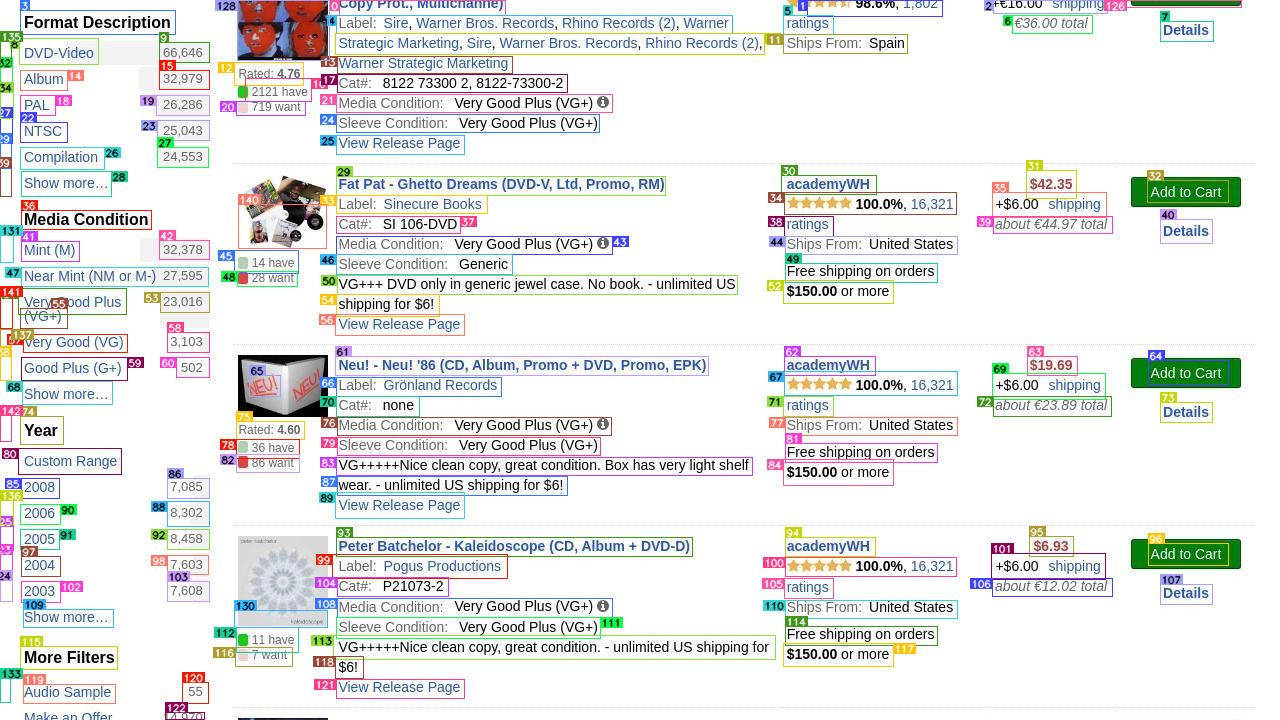 Format Description
DVD-Video 66,646
Album 32,979
PAL 26,286
NTSC 25,043
Compilation 24,553
Show more…
Media Condition
Mint (M) 32,378
Near Mint (NM or M-) 27,595
Very Good Plus (VG+) 23,016
Very Good (VG) 3,103
Good Plus (G+) 502
Show more…
Year
Custom Range
2008 7,085
2006 8,302
2005 8,458
2004 7,603
2003 7,608
Show more…
More Filters
Audio Sample 55
Make an Offer 14,970
Copy Prot., Multichannel)
Label: Sire, Warner Bros. Records, Rhino Records (2), Warner
Strategic Marketing, Sire, Warner Bros. Records, Rhino Records (2),
Warner Strategic Marketing
Cat#: 8122 73300 2, 8122-73300-2
Media Condition: Very Good Plus (VG+)
Sleeve Condition: Very Good Plus (VG+)
View Release Page
Rated: 4.76
2121 have
719 want
98.6%, 1,802
ratings
Ships From: Spain
+€16.00 shipping
€36.00 total
Details
Fat Pat - Ghetto Dreams (DVD-V, Ltd, Promo, RM)
Label: Sinecure Books
Cat#: SI 106-DVD
Media Condition: Very Good Plus (VG+)
Sleeve Condition: Generic
VG+++ DVD only in generic jewel case. No book. - unlimited US
shipping for $6!
View Release Page
14 have
28 want
academyWH
100.0%, 16,321
ratings
Ships From: United States
Free shipping on orders
$150.00 or more
$42.35
+$6.00 shipping
about €44.97 total
Add to Cart
Details
Neu! - Neu! '86 (CD, Album, Promo + DVD, Promo, EPK)
Label: Grönland Records
Cat#: none
Media Condition: Very Good Plus (VG+)
Sleeve Condition: Very Good Plus (VG+)
VG+++++Nice clean copy, great condition. Box has very light shelf
wear. - unlimited US shipping for $6!
View Release Page
NEU! NEU!
Rated: 4.60
36 have
86 want
academyWH
100.0%, 16,321
ratings
Ships From: United States
Free shipping on orders
$150.00 or more
$19.69
+$6.00 shipping
about €23.89 total
Add to Cart
Details
Peter Batchelor - Kaleidoscope (CD, Album + DVD-D)
Label: Pogus Productions
Cat#: P21073-2
Media Condition: Very Good Plus (VG+)
Sleeve Condition: Very Good Plus (VG+)
VG+++++Nice clean copy, great condition. - unlimited US shipping for
$6!
View Release Page
peter batchelor
kaleidoscope
11 have
7 want
academyWH
100.0%, 16,321
ratings
Ships From: United States
Free shipping on orders
$150.00 or more
$6.93
+$6.00 shipping
about €12.02 total
Add to Cart
Details